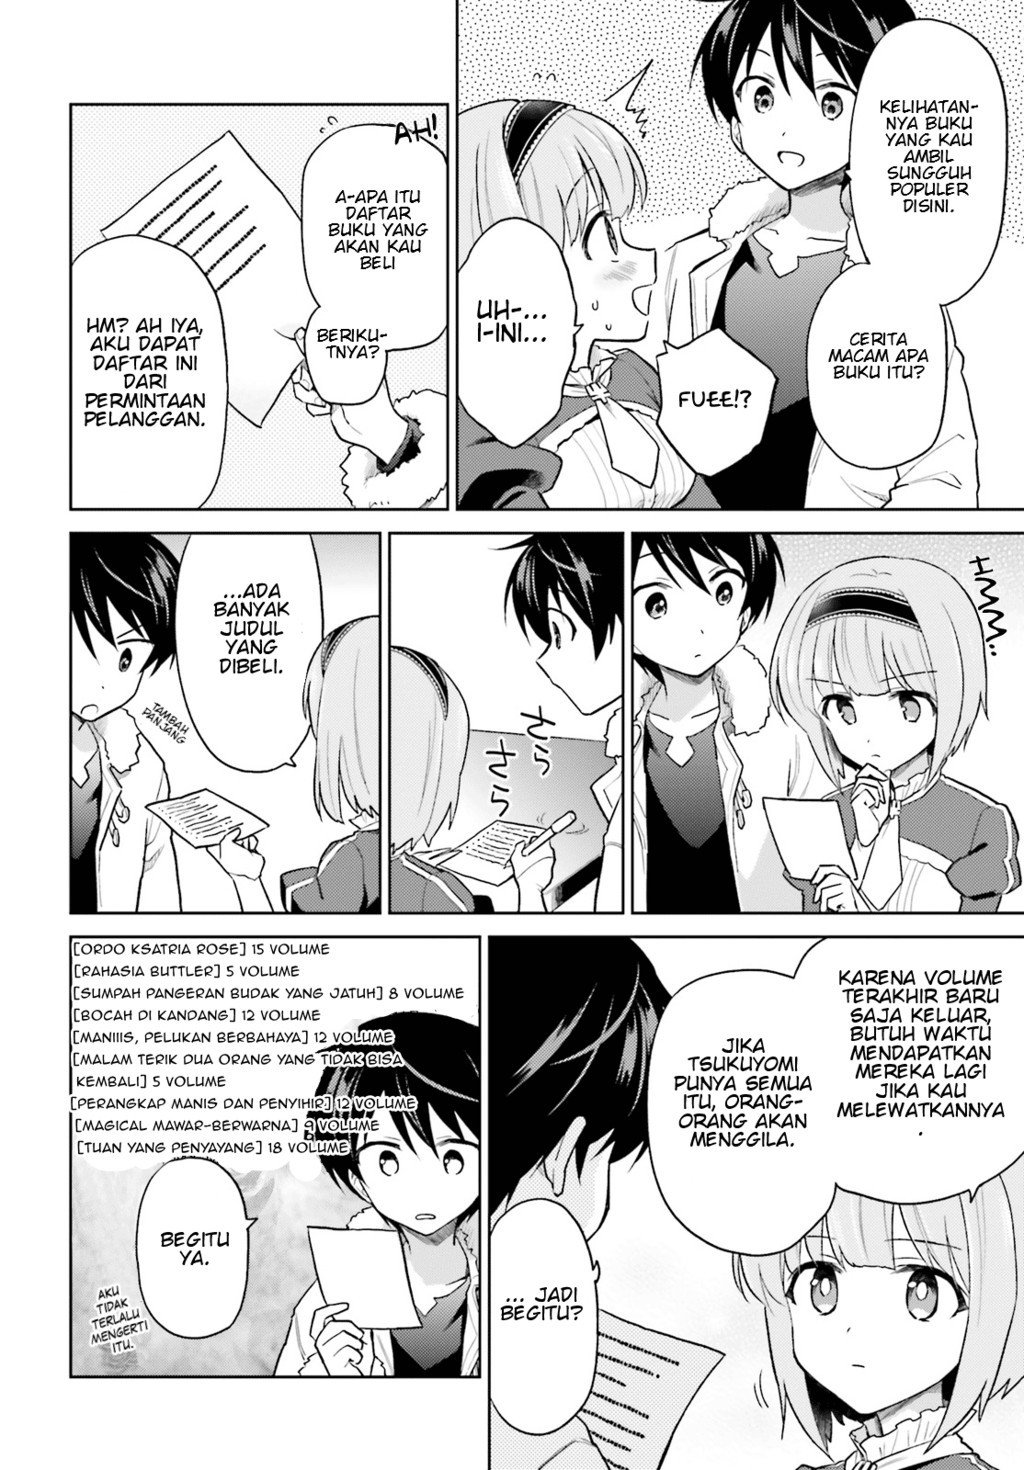 KELIHATAN-
NYA BUKU
YANG KAU
AMBIL
SUNGGUH
POPULER
DISINI.
CERITA
MACAM APA
BUKU ITU?
FUEE!?
UH-...
I-INI...
AH!
A-APA ITU
DAFTAR
BUKU YANG
AKAN KAU
BELI
BERIKU-
TNYA?
HM? AH IYA,
AKU DAPAT
DAFTAR INI
DARI
PERMINTAAN
PELANGGAN.
HMM...
さら
さら
...ADA
BANYAK
JUDUL
YANG
DIBELI.
TAMBAH
PANJANG
KARENA VOLUME
TERAKHIR BARU
SAJA KELUAR,
BUTUH WAKTU
MENDAPATKAN
MEREKA LAGI
JIKA KAU
MELEWATKANNYA
.
JIKA
TSUKUYOMI
PUNYA SEMUA
ITU, ORANG-
ORANG AKAN
MENGGILA.
... JADI
BEGITU?
[ORDO KSATRIA ROSE] 15 VOLUME
[RAHASIA BUTTLER] 5 VOLUME
[SUMPAH PANGERAN BUDAK YANG JATUH] 8 VOLUME
[BOCAH DI KANDANG] 12 VOLUME
[MANIIIS, PELUKAN BERBAHAYA] 12 VOLUME
[MALAM TERIK DUA ORANG YANG TIDAK BISA
KEMBALI] 5 VOLUME
[PERANGKAP MANIS DAN PENYIHIR] 12 VOLUME
[MAGICAL MAWAR-BERWARNA] 9 VOLUME
[TUAN YANG PENYAYANG] 18 VOLUME
BEGITU
YA.
AKU
TIDAK
TERLALU
MENGERTI
ITU.